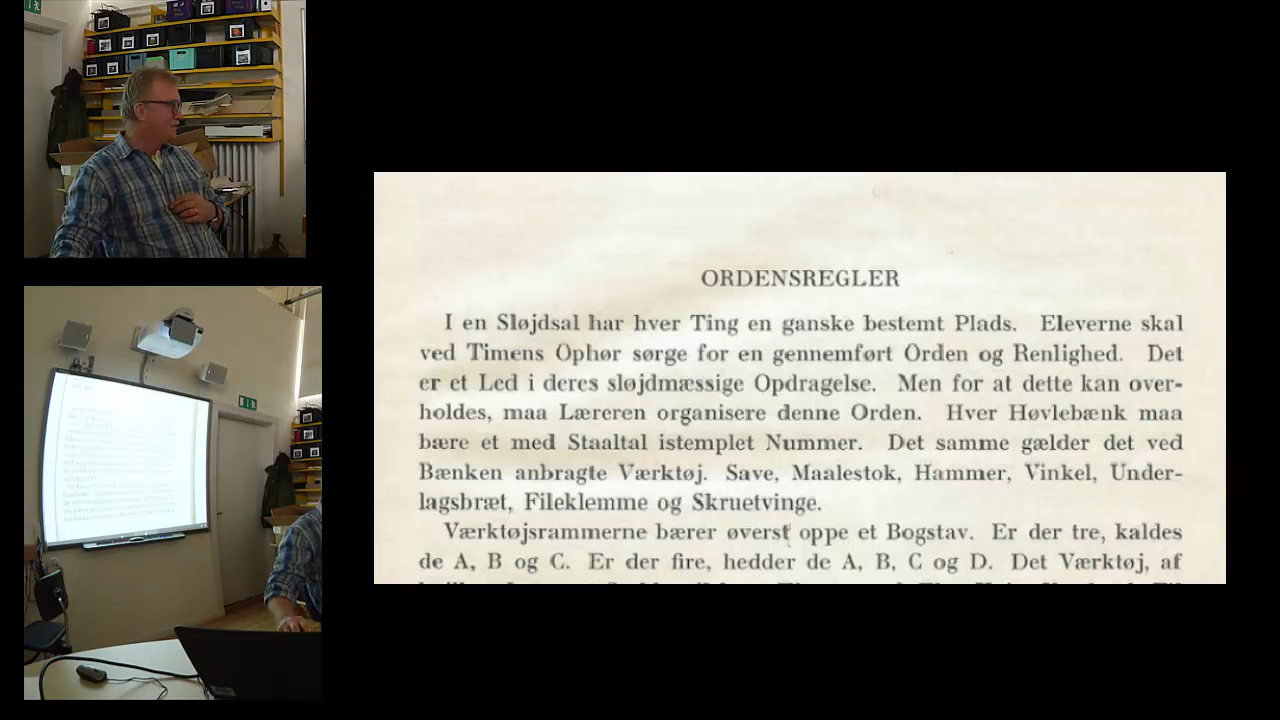 ORDENSREGLER
I en Sløjdsal har hver Ting en ganske bestemt Plads. Eleverne skal
ved Timens Ophør sørge for en gennemført Orden og Renlighed. Det
er et Led i deres sløjdmæssige Opdragelse. Men for at dette kan over-
holdes, maa Læreren organisere denne Orden. Hver Høvlebænk maa
bære et med Staaltal istemplet Nummer. Det samme gælder det ved
Bænken anbragte Værktøj. Save, Maalestok, Hammer, Vinkel, Under-
lagsbræt, Fileklemme og Skruetvinge.
Værktøjsrammerne bærer øverst oppe et Bogstav. Er der tre, kaldes
de A, B og C. Er der fire, hedder de A, B, C og D. Det Værktøj, af